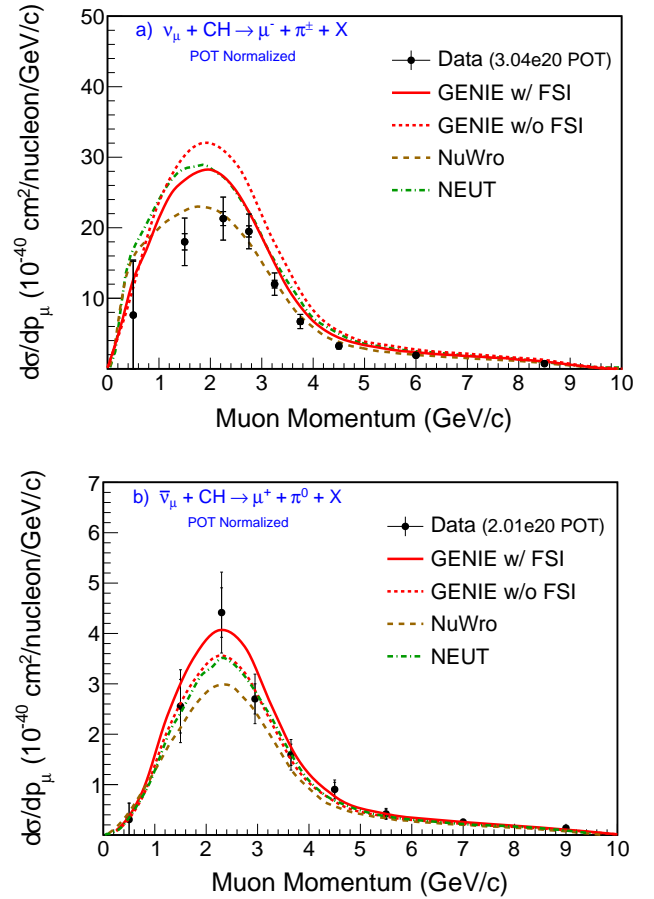 a) ν_μ + CH → μ⁻ + π^± + X
POT Normalized
Data (3.04e20 POT)
GENIE w/ FSI
GENIE w/o FSI
NuWro
NEUT
dσ/dp_μ (10⁻⁴⁰ cm²/nucleon/GeV/c)
50
40
30
20
10
0 1 2 3 4 5 6 7 8 9 10
Muon Momentum (GeV/c)
b) ν̅_μ + CH → μ⁺ + π⁰ + X
POT Normalized
Data (2.01e20 POT)
GENIE w/ FSI
GENIE w/o FSI
NuWro
NEUT
dσ/dp_μ (10⁻⁴⁰ cm²/nucleon/GeV/c)
7
6
5
4
3
2
1
0 1 2 3 4 5 6 7 8 9 10
Muon Momentum (GeV/c)